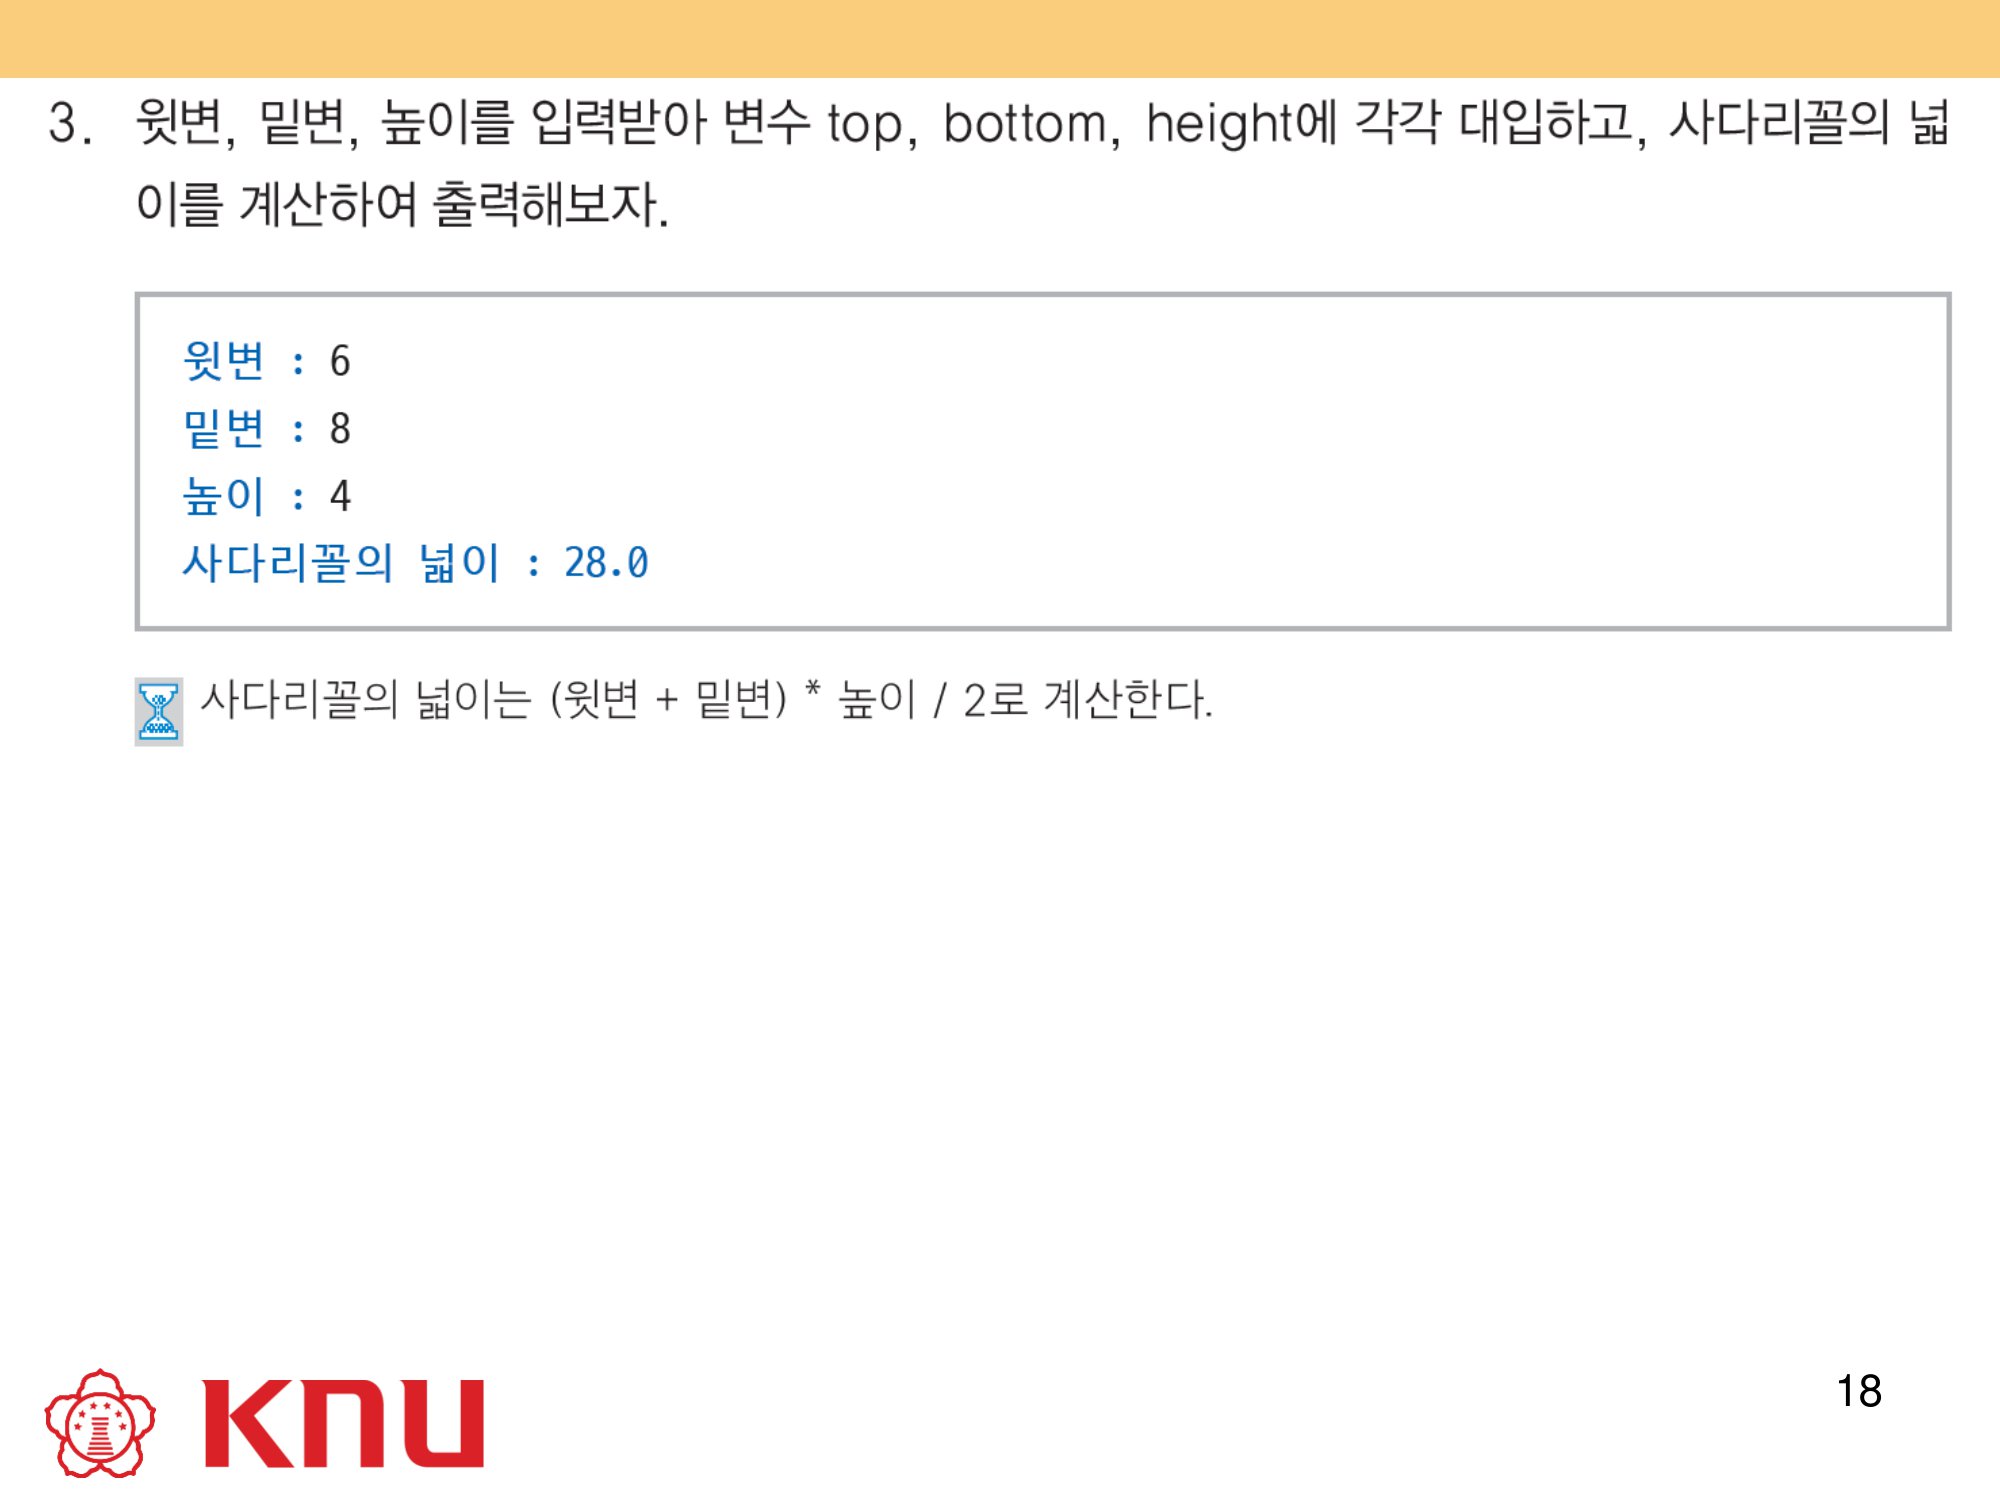 3. 윗변, 밑변, 높이를 입력받아 변수 top, bottom, height에 각각 대입하고, 사다리꼴의 넓
이를 계산하여 출력해보자.
윗변 : 6
밑변 : 8
높이 : 4
사다리꼴의 넓이 : 28.0
사다리꼴의 넓이는 (윗변 + 밑변) * 높이 / 2로 계산한다.
KNU
18